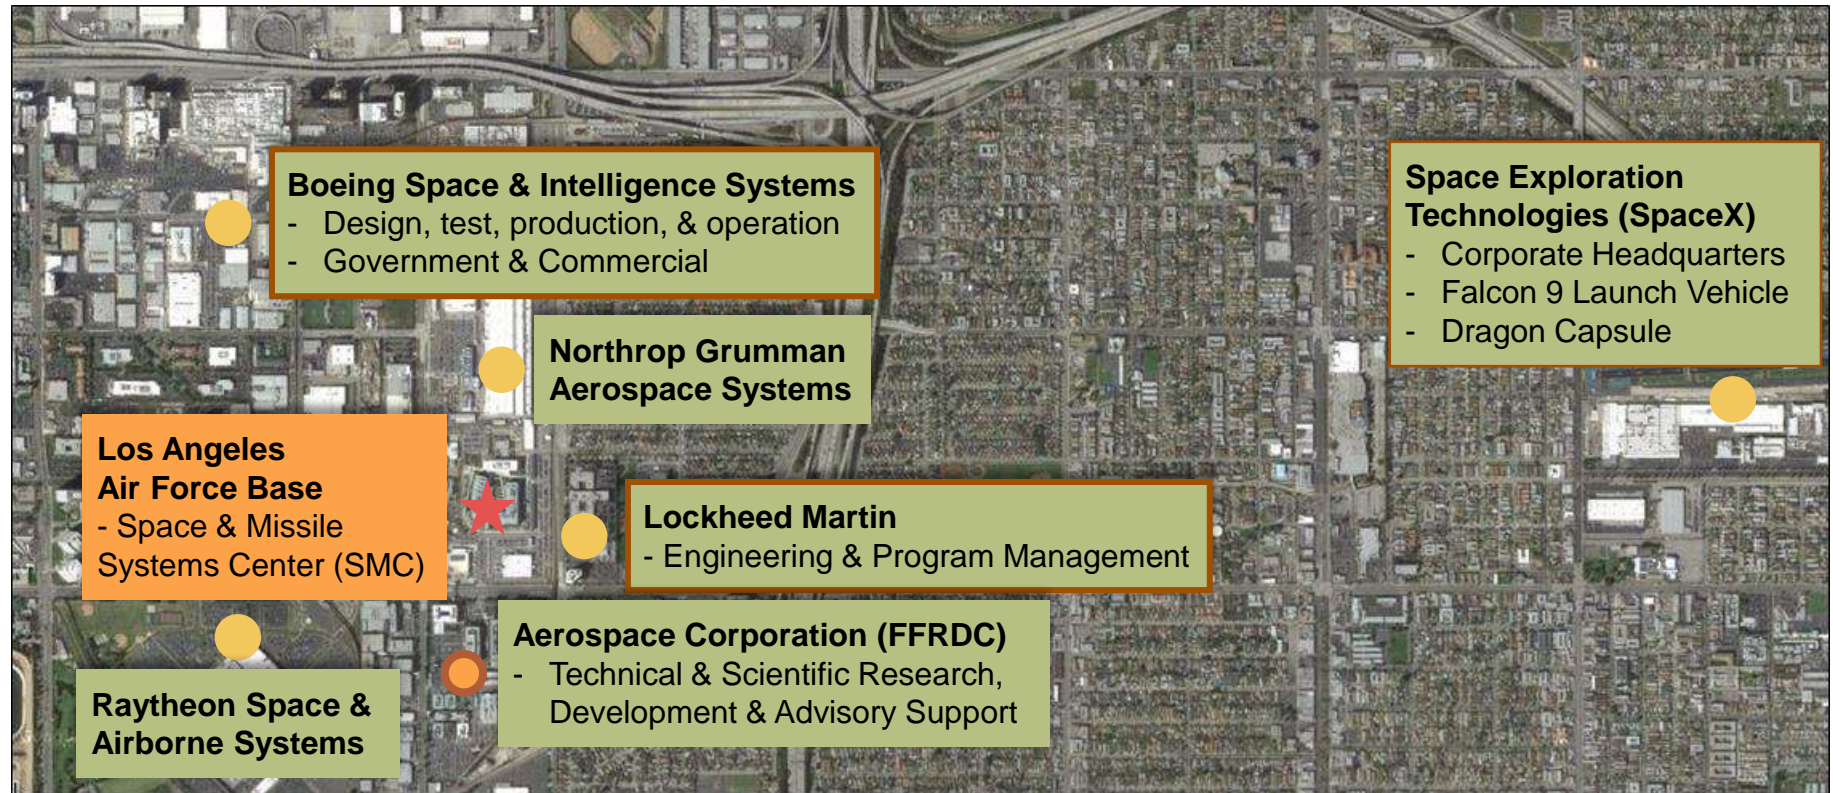 Boeing Space & Intelligence Systems
- Design, test, production, & operation
- Government & Commercial
Space Exploration
Technologies (SpaceX)
- Corporate Headquarters
- Falcon 9 Launch Vehicle
- Dragon Capsule
Northrop Grumman
Aerospace Systems
Los Angeles
Air Force Base
- Space & Missile
Systems Center (SMC)
Lockheed Martin
- Engineering & Program Management
Aerospace Corporation (FFRDC)
- Technical & Scientific Research,
Development & Advisory Support
Raytheon Space &
Airborne Systems